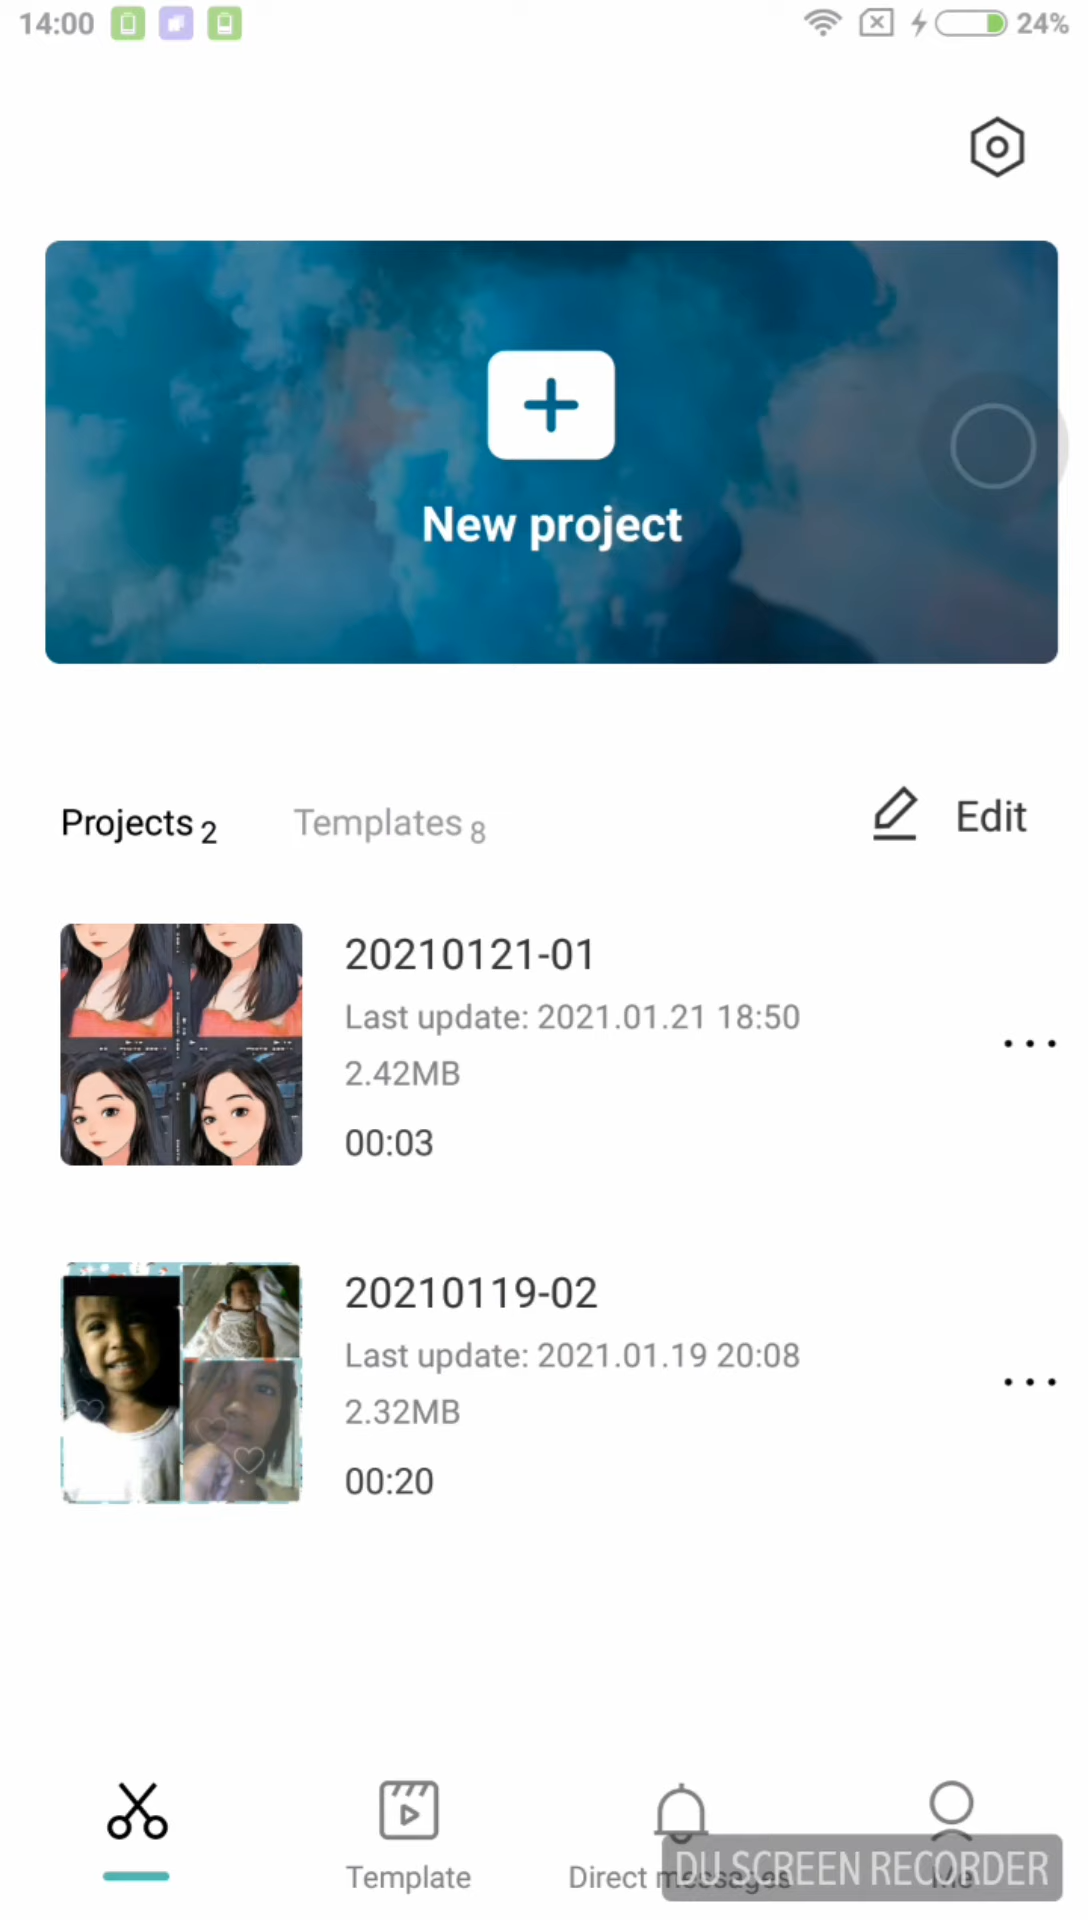 14:00
24%
New project
Projects 2
Templates 8
Edit
20210121-01
Last update: 2021.01.21 18:50
2.42MB
00:03
20210119-02
Last update: 2021.01.19 20:08
2.32MB
00:20
Template
Direct messages
Me
DU SCREEN RECORDER